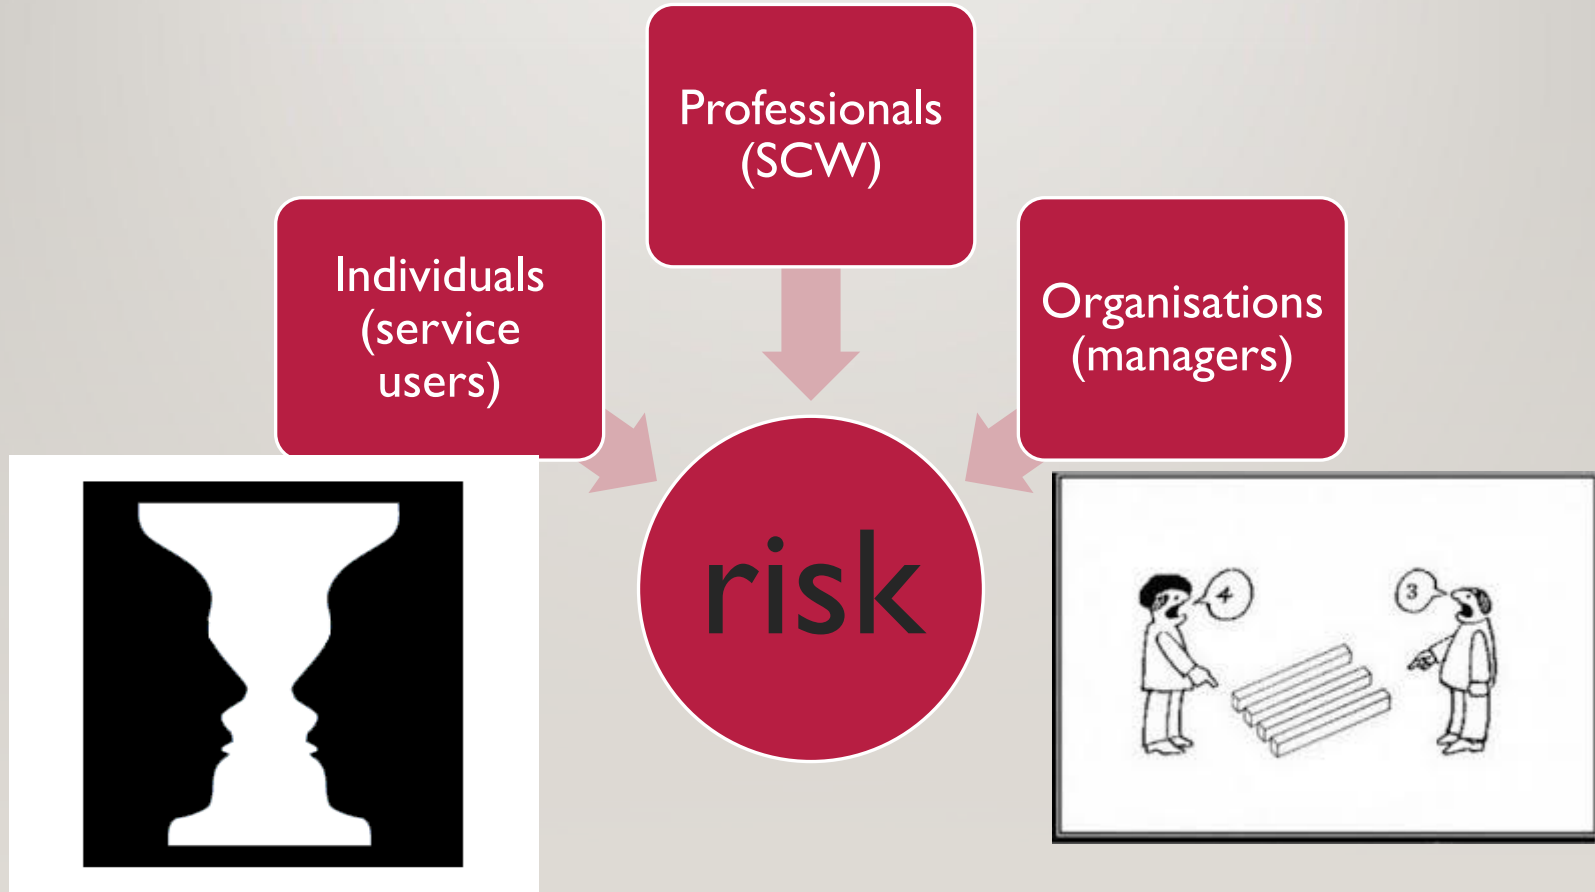 Professionals
(SCW)
Individuals
(service
users)
Organisations
(managers)
risk
4
3